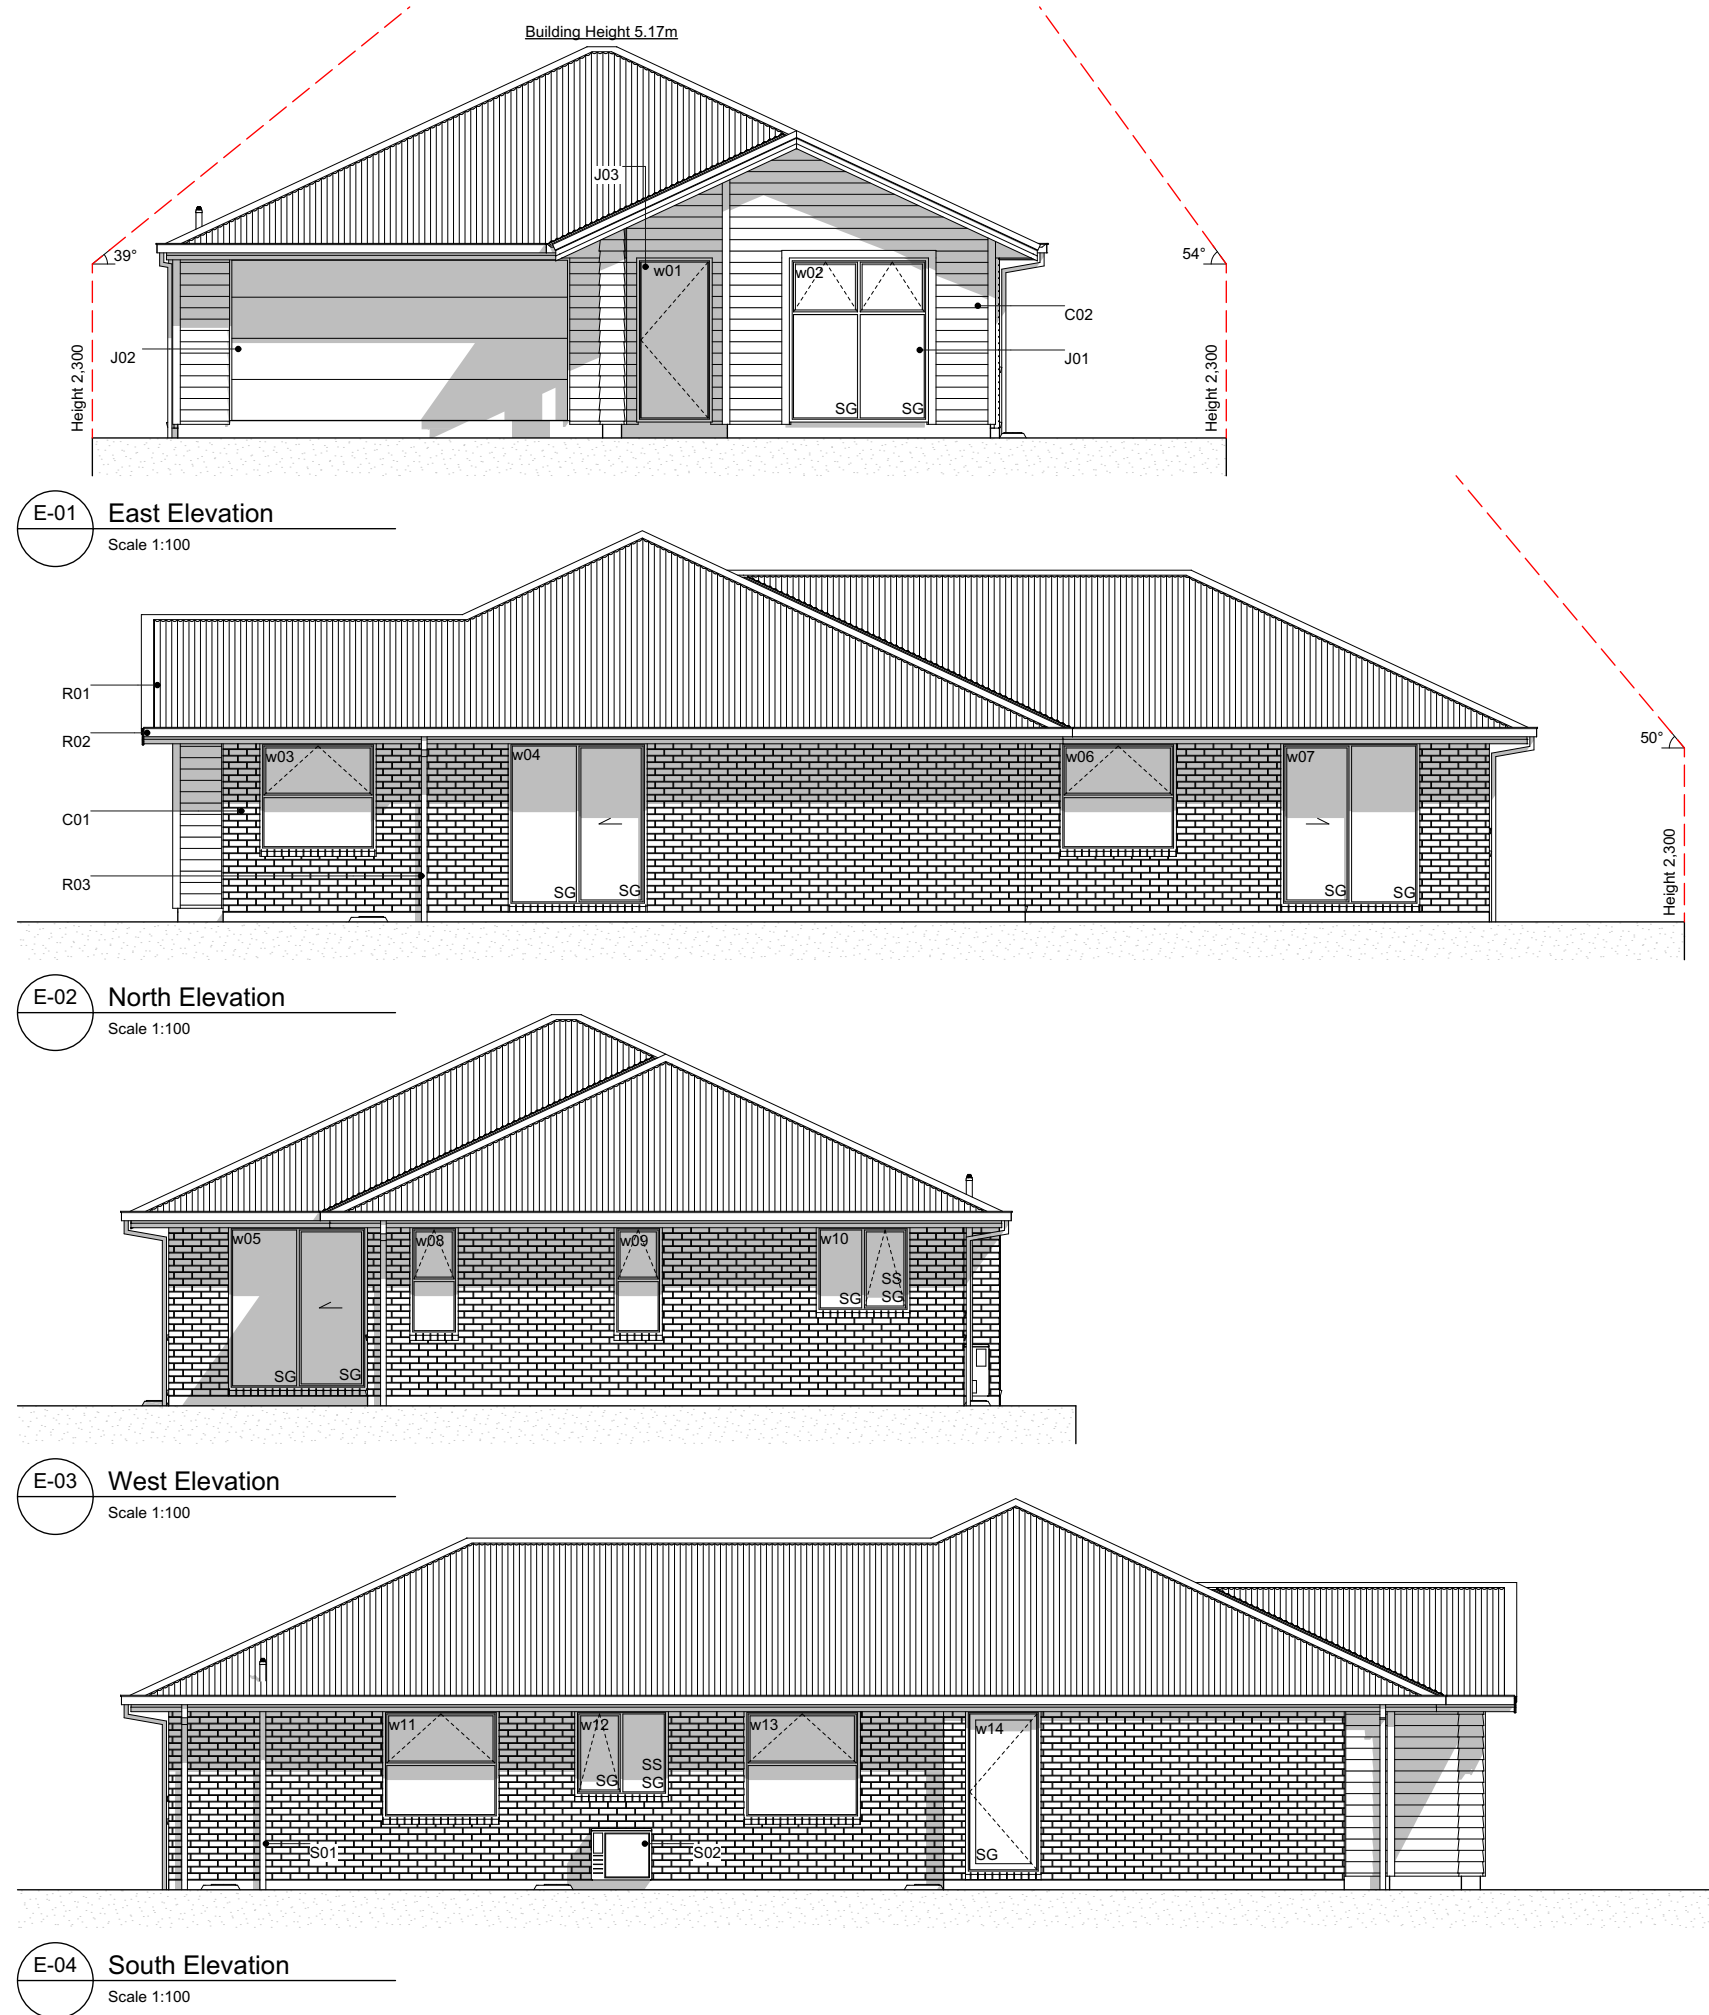 Building Height 5.17m
J03
39°
w01
w02
54°
C02
J02
J01
Height 2,300
Height 2,300
SG
SG
E-01
East Elevation
Scale 1:100
R01
R02
50°
w03
w04
w06
w07
C01
R03
SG
SG
SG
SG
Height 2,300
E-02
North Elevation
Scale 1:100
w05
w08
w09
w10
SS
SG
SG
SG
SG
E-03
West Elevation
Scale 1:100
w11
w12
w13
w14
SS
SG
SG
S01
S02
SG
E-04
South Elevation
Scale 1:100